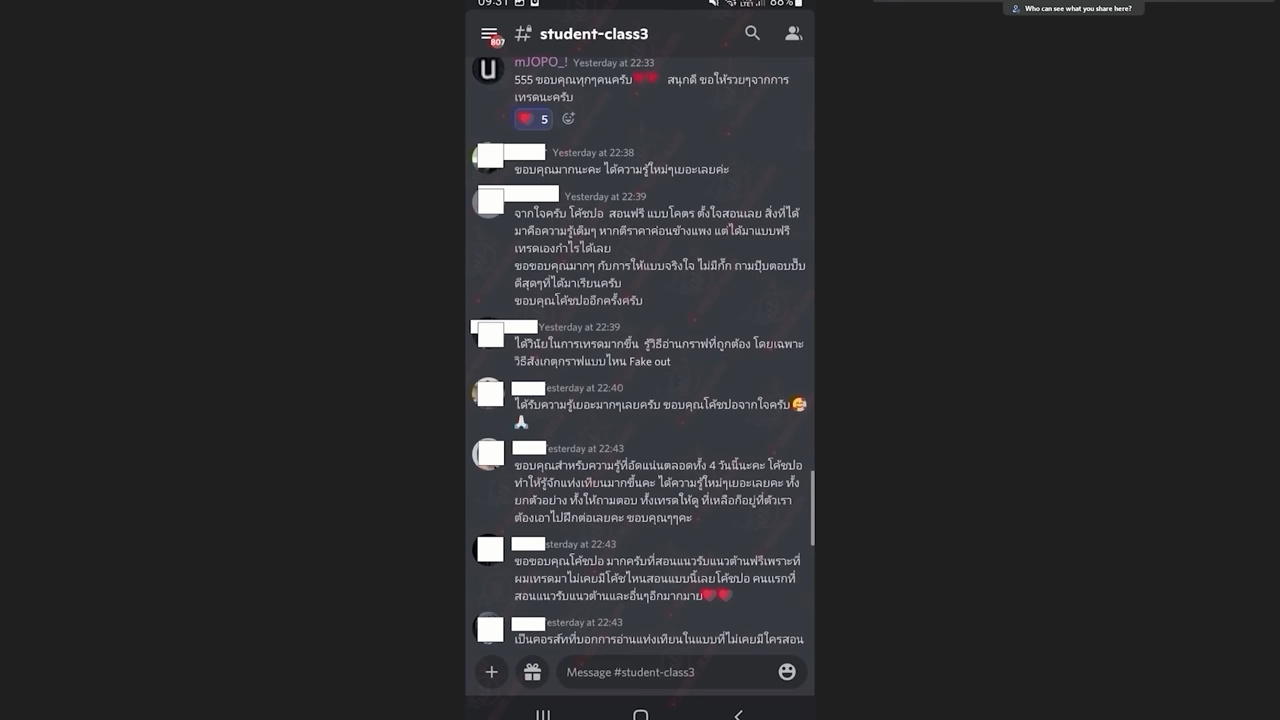 09:31
88%
Who can see what you share here?
807
student-class3
mJOPO_! Yesterday at 22:33
555 ขอบคุณทุกๆคนครับ❤️❤️ สนุกดี ขอให้รวยๆจากการ
เทรดนะครับ
❤️ 5
Yesterday at 22:38
ขอบคุณมากนะคะ ได้ความรู้ใหม่ๆเยอะเลยค่ะ
Yesterday at 22:39
จากใจครับ โค้ชปอ สอนฟรี แบบโคตร ตั้งใจสอนเลย สิ่งที่ได้
มาคือความรู้เต็มๆ หากตีราคาค่อนข้างแพง แต่ได้มาแบบฟรี
เทรดเองกำไรได้เลย
ขอขอบคุณมากๆ กับการให้แบบจริงใจ ไม่มีกั๊ก ถามปุ๊บตอบปั๊บ
ดีสุดๆที่ได้มาเรียนครับ
ขอบคุณโค้ชปออีกครั้งครับ
Yesterday at 22:39
ได้วินัยในการเทรดมากขึ้น รู้วิธีอ่านกราฟที่ถูกต้อง โดยเฉพาะ
วิธีสังเกตุกราฟแบบไหน Fake out
esterday at 22:40
ได้รับความรู้เยอะมากๆเลยครับ ขอบคุณโค้ชปอจากใจครับ🥰
🙏
esterday at 22:43
ขอบคุณสำหรับความรู้ที่อัดแน่นตลอดทั้ง 4 วันนี้นะคะ โค้ชปอ
ทำให้รู้จักแท่งเทียนมากขึ้นคะ ได้ความรู้ใหม่ๆเยอะเลยคะ ทั้ง
ยกตัวอย่าง ทั้งให้ถามตอบ ทั้งเทรดให้ดู ที่เหลือก็อยู่ที่ตัวเรา
ต้องเอาไปฝึกต่อเลยคะ ขอบคุณๆๆคะ
sterday at 22:43
ขอขอบคุณโค้ชปอ มากครับที่สอนแนวรับแนวต้านฟรีเพราะที่
ผมเทรดมาไม่เคยมีโค้ชไหนสอนแบบนี้เลยโค้ชปอ คนแรกที่
สอนแนวรับแนวต้านและอื่นๆอีกมากมาย❤️❤️
esterday at 22:43
เป็นคอรส์ทที่บอกการอ่านแท่งเทียนในแบบที่ไม่เคยมีใครสอน
Message #student-class3